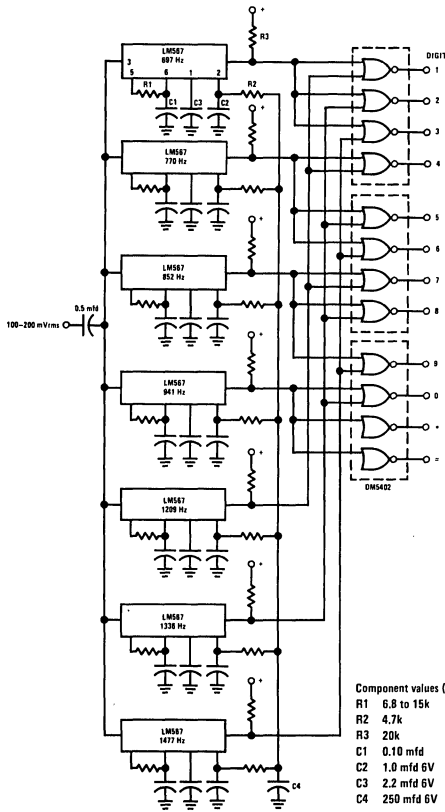 +
R3
DIGIT
LM567
697 Hz
3
5
6
1
2
R1
R2
C1
C3
C2
1
2
3
4
+
LM567
770 Hz
+
5
6
7
8
LM567
852 Hz
0.5 mfd
100–200 mVrms
+
LM567
941 Hz
9
0
*
=
DM5402
+
LM567
1209 Hz
+
LM567
1336 Hz
+
LM567
1477 Hz
C4
Component values (
R1 6.8 to 15k
R2 4.7k
R3 20k
C1 0.10 mfd
C2 1.0 mfd 6V
C3 2.2 mfd 6V
C4 250 mfd 6V